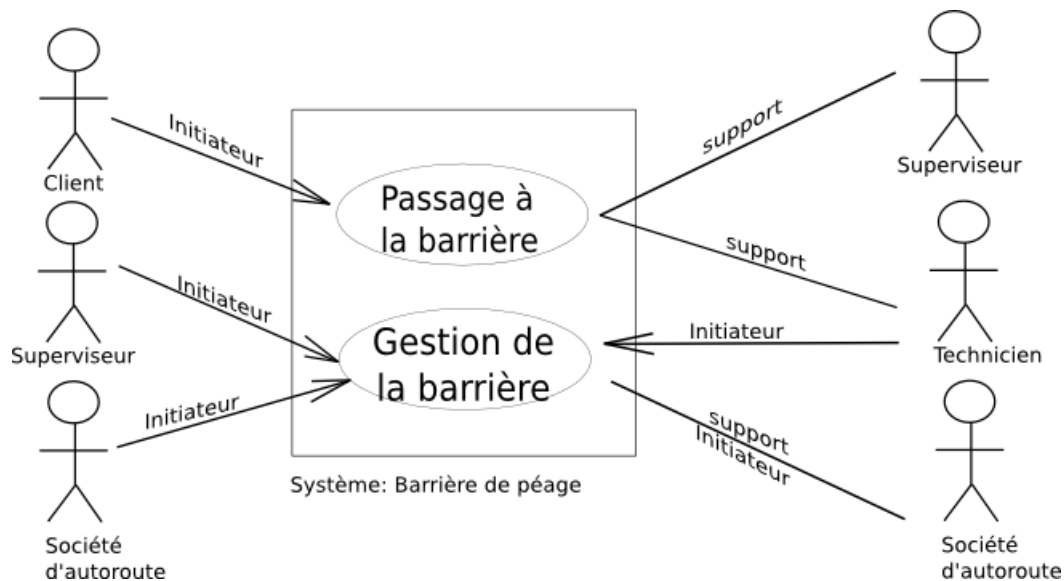 Client
Superviseur
Société
d'autoroute
Initiateur
Initiateur
Initiateur
Passage à
la barrière
Gestion de
la barrière
Système: Barrière de péage
support
support
Initiateur
support
Initiateur
Superviseur
Technicien
Société
d'autoroute